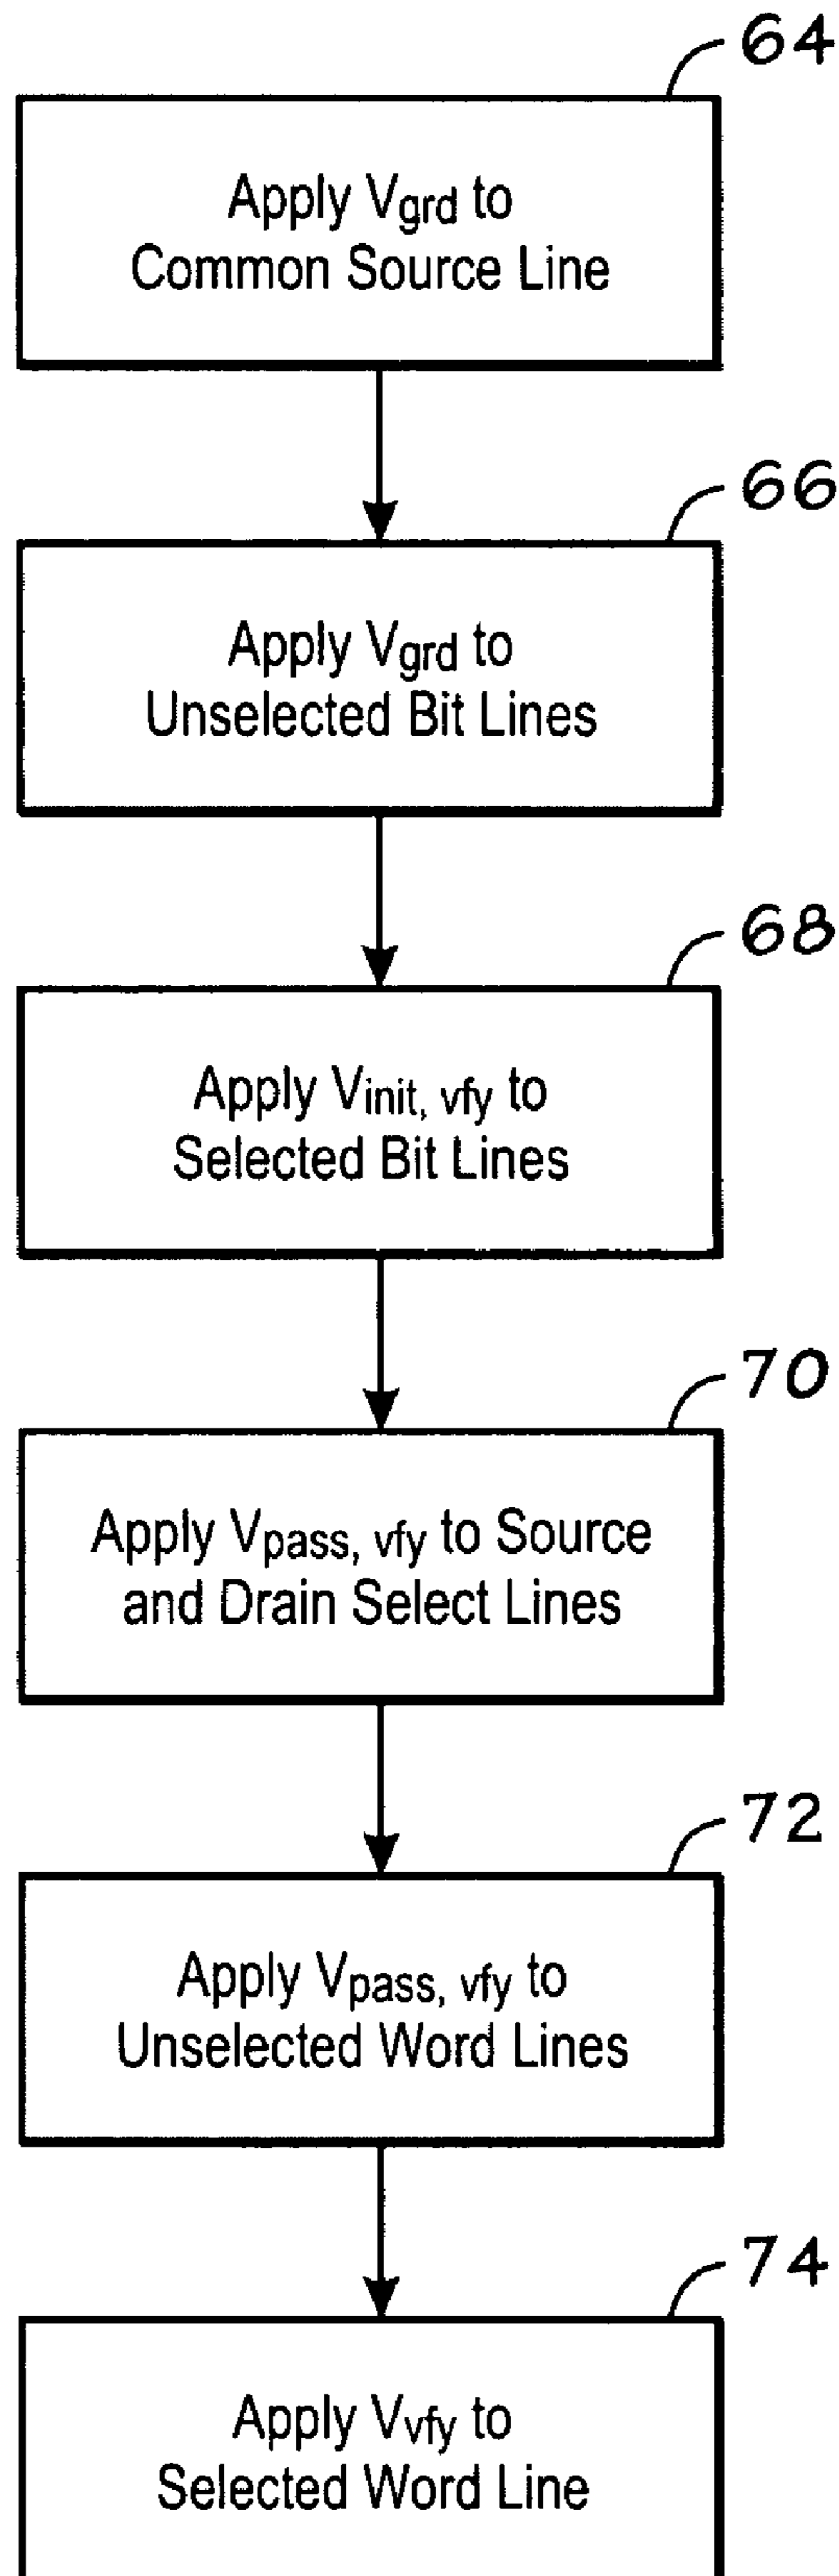 64
Apply Vgrd to
Common Source Line
66
Apply Vgrd to
Unselected Bit Lines
68
Apply Vinit, vfy to
Selected Bit Lines
70
Apply Vpass, vfy to Source
and Drain Select Lines
72
Apply Vpass, vfy to
Unselected Word Lines
74
Apply Vvfy to
Selected Word Line